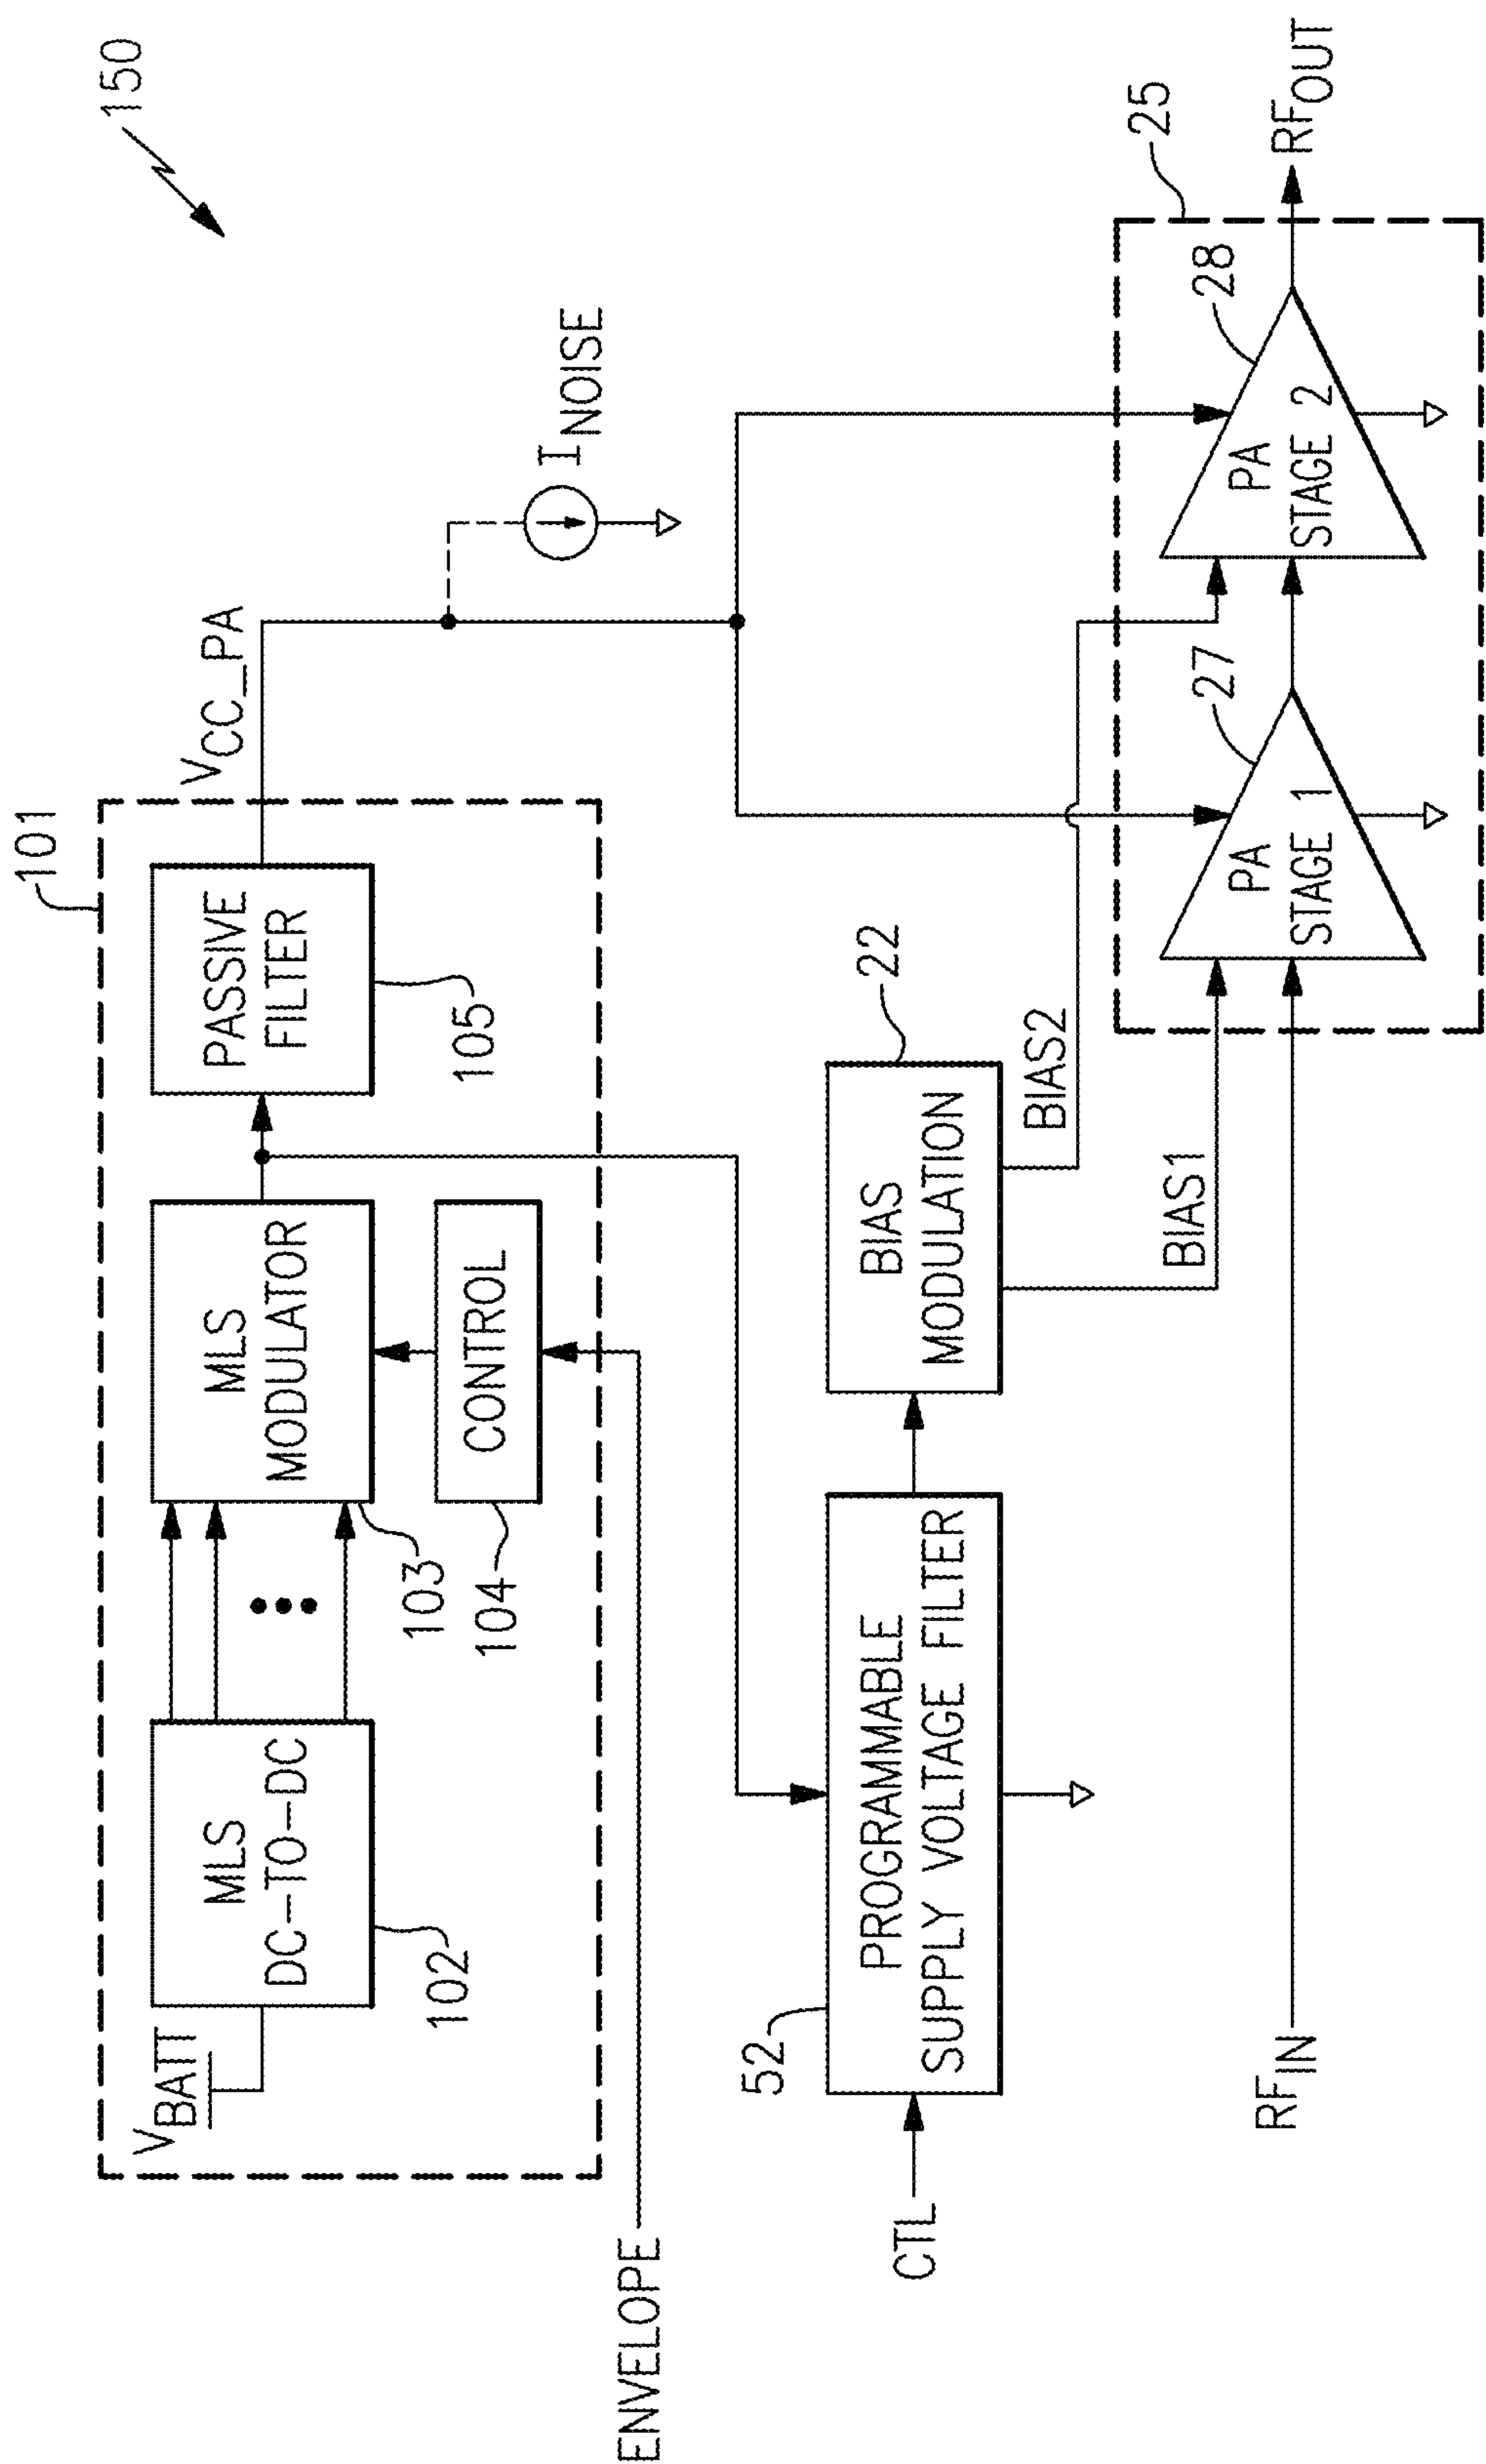 150
101
V_BATT
MLS
DC-TO-DC
102
MLS
MODULATOR
103
CONTROL
104
PASSIVE
FILTER
105
V_CC_PA
I_NOISE
ENVELOPE
CTL
52
PROGRAMMABLE
SUPPLY VOLTAGE FILTER
BIAS
MODULATION
22
BIAS2
BIAS1
RF_IN
25
PA
STAGE 1
27
PA
STAGE 2
28
RF_OUT